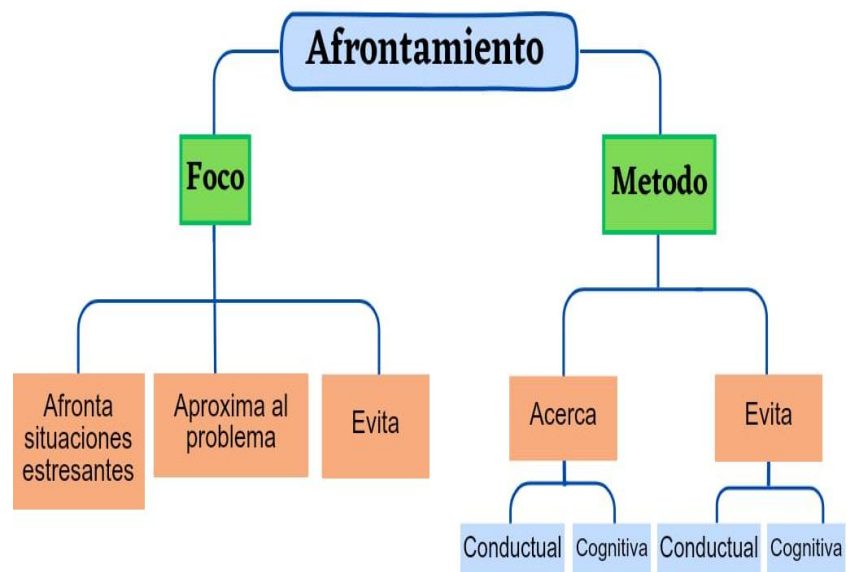 Afrontamiento
Foco
Metodo
Afronta
situaciones
estresantes
Aproxima al
problema
Evita
Acerca
Evita
Conductual
Cognitiva
Conductual
Cognitiva